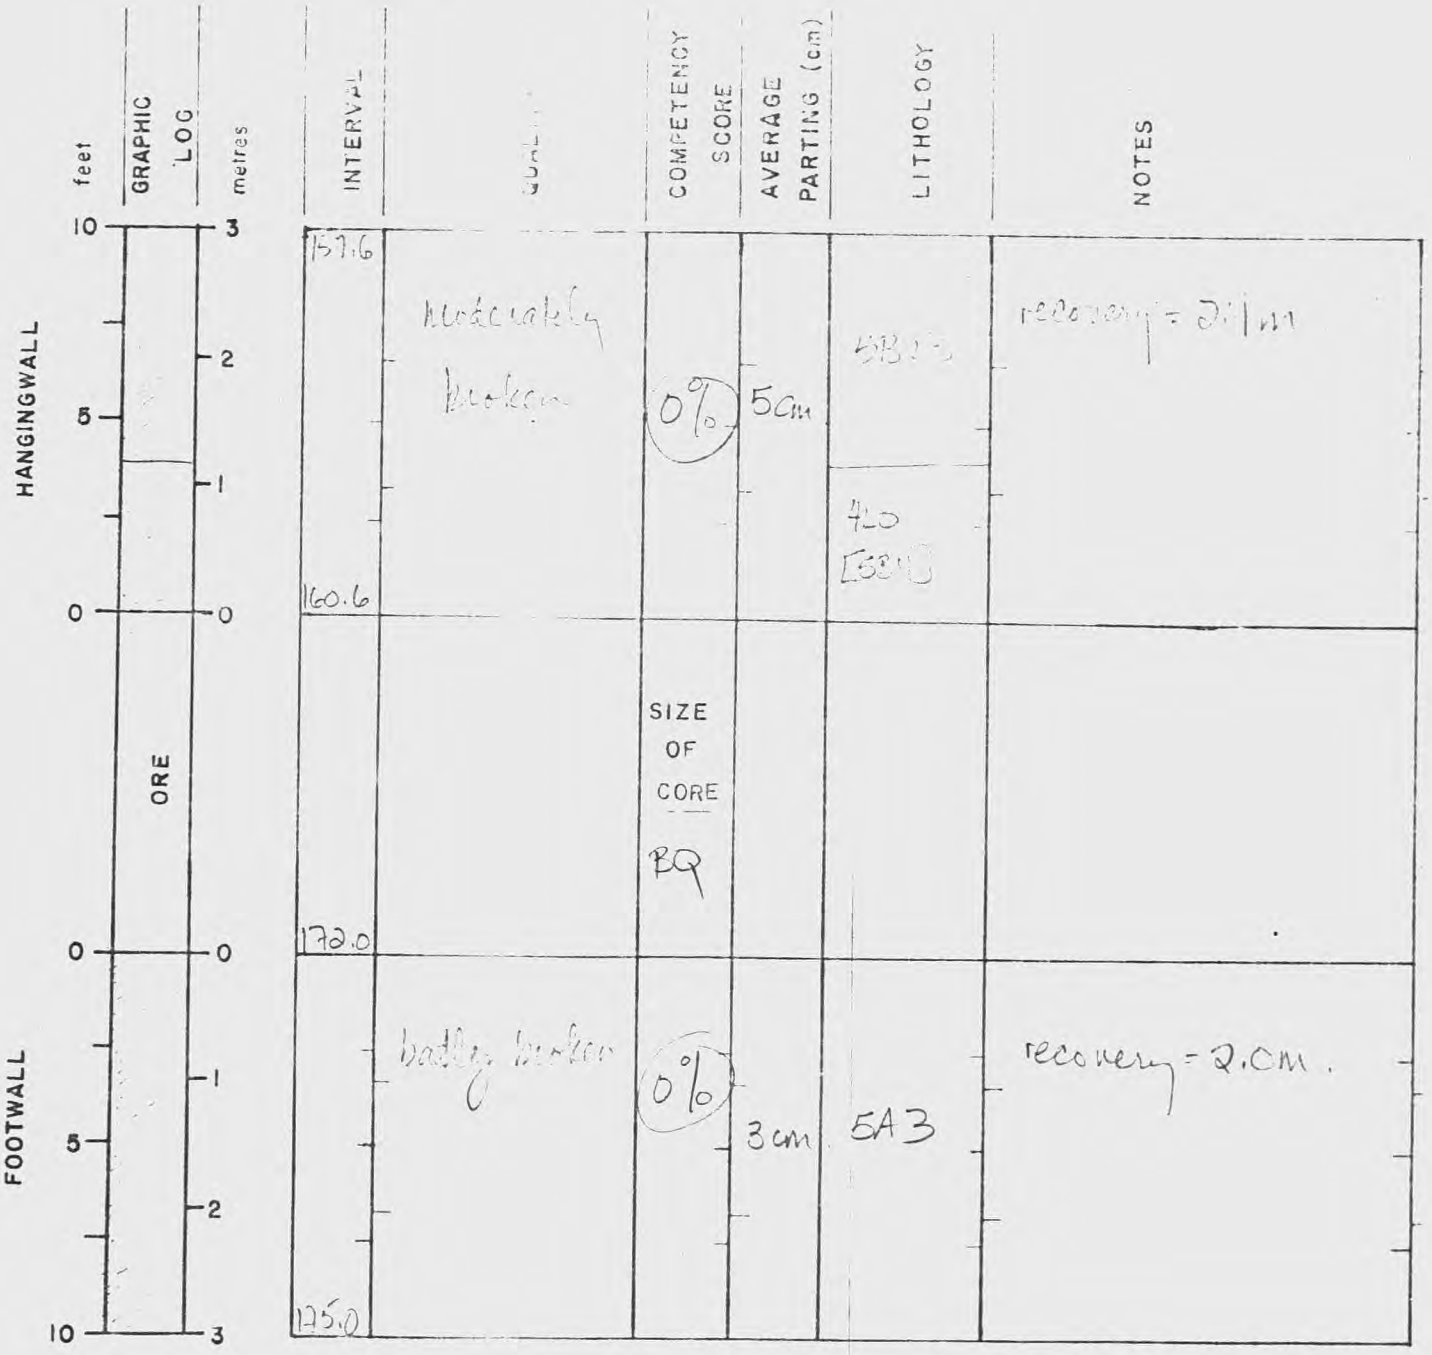 feet
GRAPHIC
LOG
metres
INTERVAL
COMPETENCY
SCORE
AVERAGE
PARTING (cm)
LITHOLOGY
NOTES
HANGINGWALL
10
3
157.6
moderately
recovery = 2.1m
2
broken
0%
5cm
5
1
4L0
160.6
0
0
SIZE
OF
CORE
ORE
BQ
172.0
0
0
FOOTWALL
badley broken
0%
recovery = 2.0m.
1
5
3cm
5A3
2
175.0
10
3